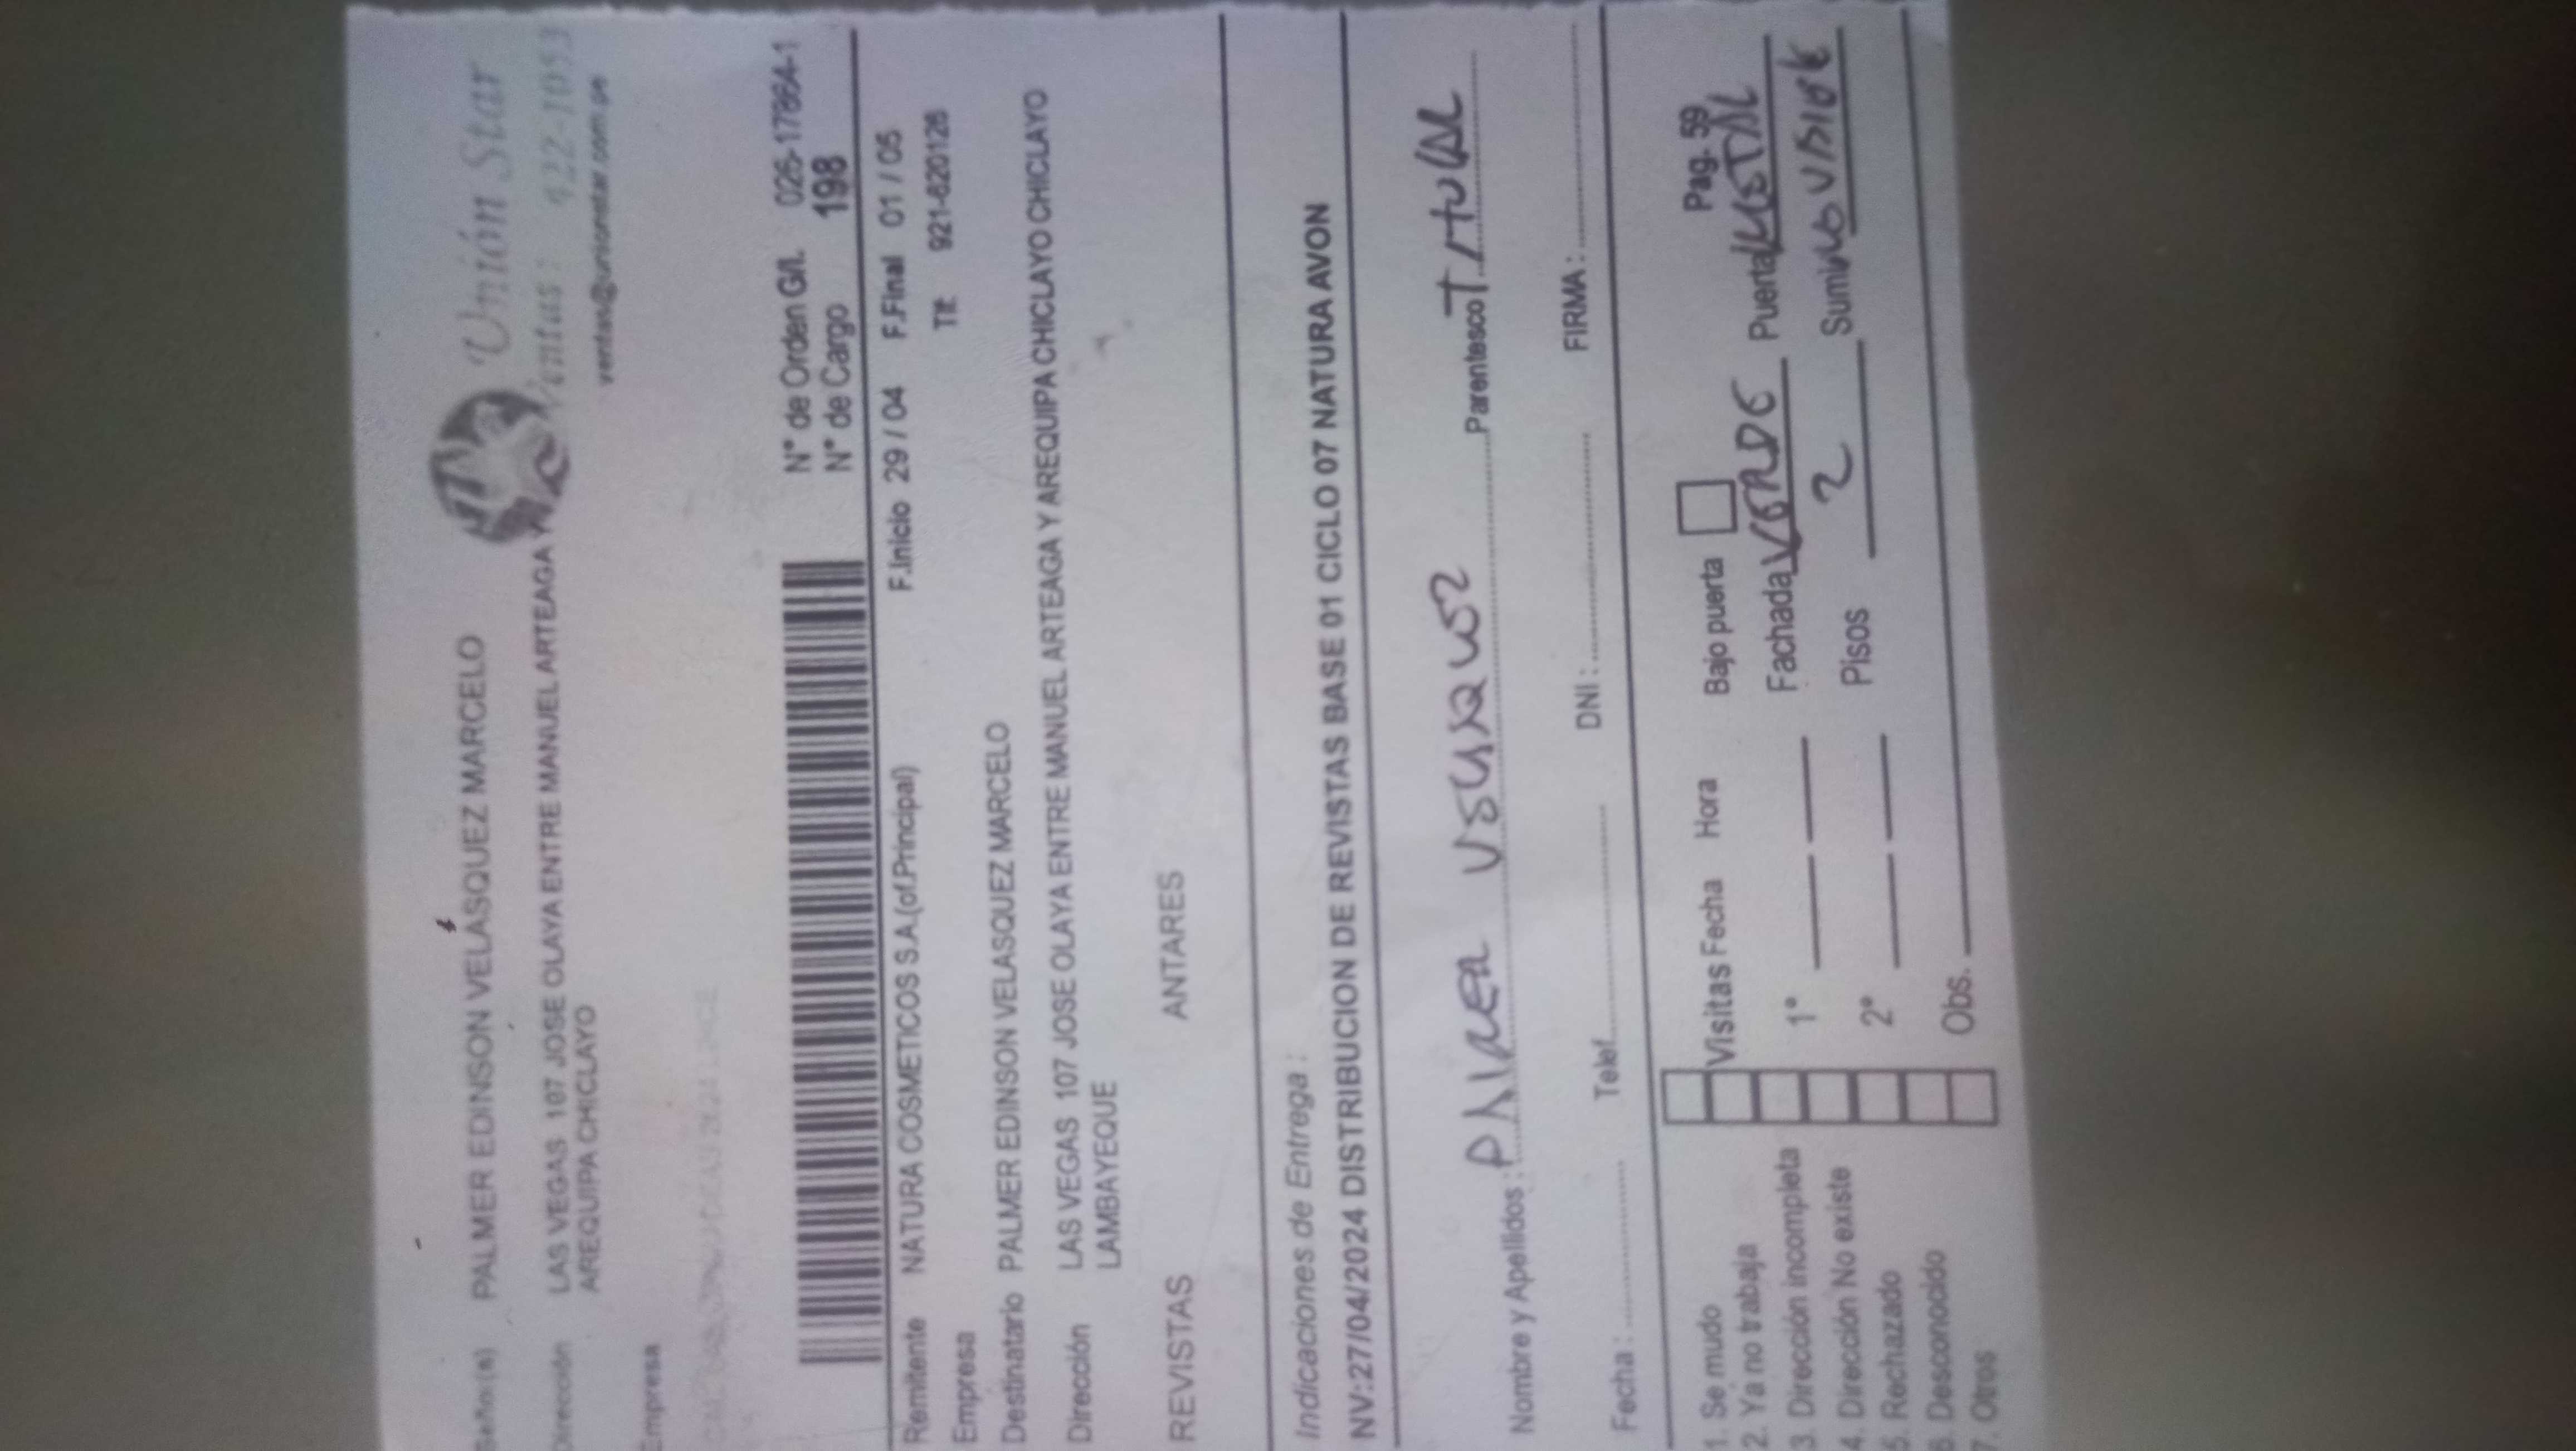 Unión Star
Ventas: 422-1053
ventas@unionstar.com.pe
Señor(es) PALMER EDINSON VELASQUEZ MARCELO
Dirección LAS VEGAS 107 JOSE OLAYA ENTRE MANUEL ARTEAGA Y
AREQUIPA CHICLAYO
Empresa
N° de Orden G/L 026-17864-1
N° de Cargo 198
Remitente NATURA COSMETICOS S.A.(of.Principal) F.Inicio 29 / 04 F.Final 01 / 05
Empresa Tlf: 921-620126
Destinatario PALMER EDINSON VELASQUEZ MARCELO
Dirección LAS VEGAS 107 JOSE OLAYA ENTRE MANUEL ARTEAGA Y AREQUIPA CHICLAYO CHICLAYO
LAMBAYEQUE
REVISTAS ANTARES
Indicaciones de Entrega :
NV:27/04/2024 DISTRIBUCION DE REVISTAS BASE 01 CICLO 07 NATURA AVON
Nombre y Apellidos : Parentesco Titular
Fecha : Telef. DNI : FIRMA :
Pag. 59
1. Se mudo Visitas Fecha Hora Bajo puerta
2. Ya no trabaja 1° Fachada VERDE Puerta
3. Dirección incompleta
4. Dirección No existe 2° Pisos 2
5. Rechazado
6. Desconocido Obs.
7. Otros